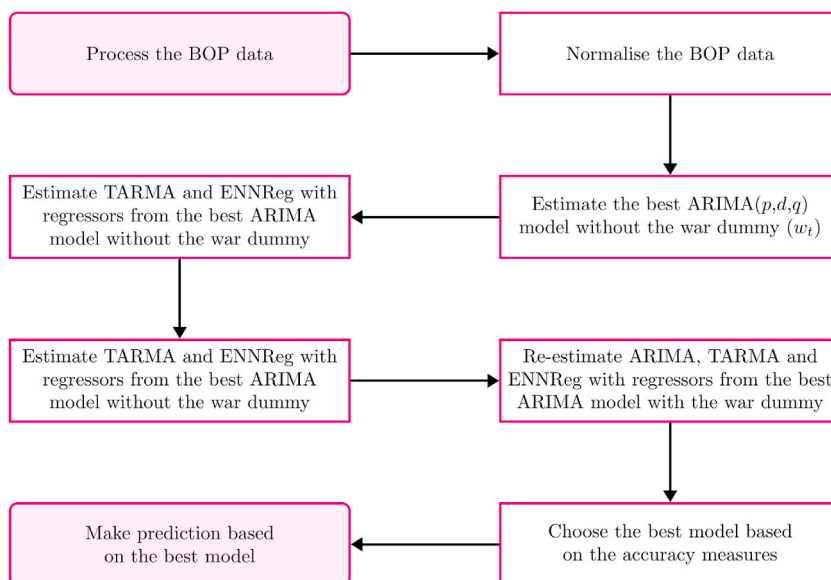 Process the BOP data
Normalise the BOP data
Estimate the best ARIMA(p,d,q)
model without the war dummy (wₜ)
Estimate TARMA and ENNReg with
regressors from the best ARIMA
model without the war dummy
Estimate TARMA and ENNReg with
regressors from the best ARIMA
model without the war dummy
Re-estimate ARIMA, TARMA and
ENNReg with regressors from the best
ARIMA model with the war dummy
Choose the best model based
on the accuracy measures
Make prediction based
on the best model